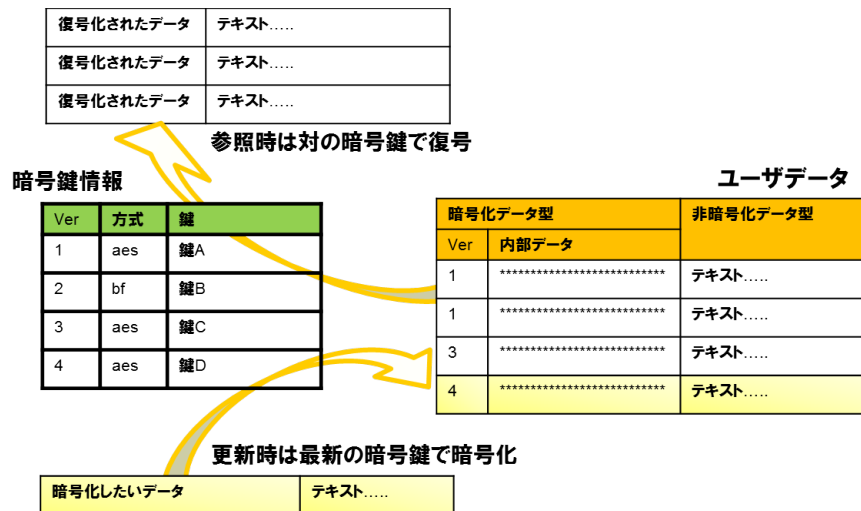 復号化されたデータ テキスト.....
復号化されたデータ テキスト.....
復号化されたデータ テキスト.....
参照時は対の暗号鍵で復号
暗号鍵情報
Ver 方式 鍵
1 aes 鍵A
2 bf 鍵B
3 aes 鍵C
4 aes 鍵D
ユーザデータ
暗号化データ型 非暗号化データ型
Ver 内部データ
1 *************************** テキスト.....
1 *************************** テキスト.....
3 *************************** テキスト.....
4 *************************** テキスト.....
更新時は最新の暗号鍵で暗号化
暗号化したいデータ テキスト.....